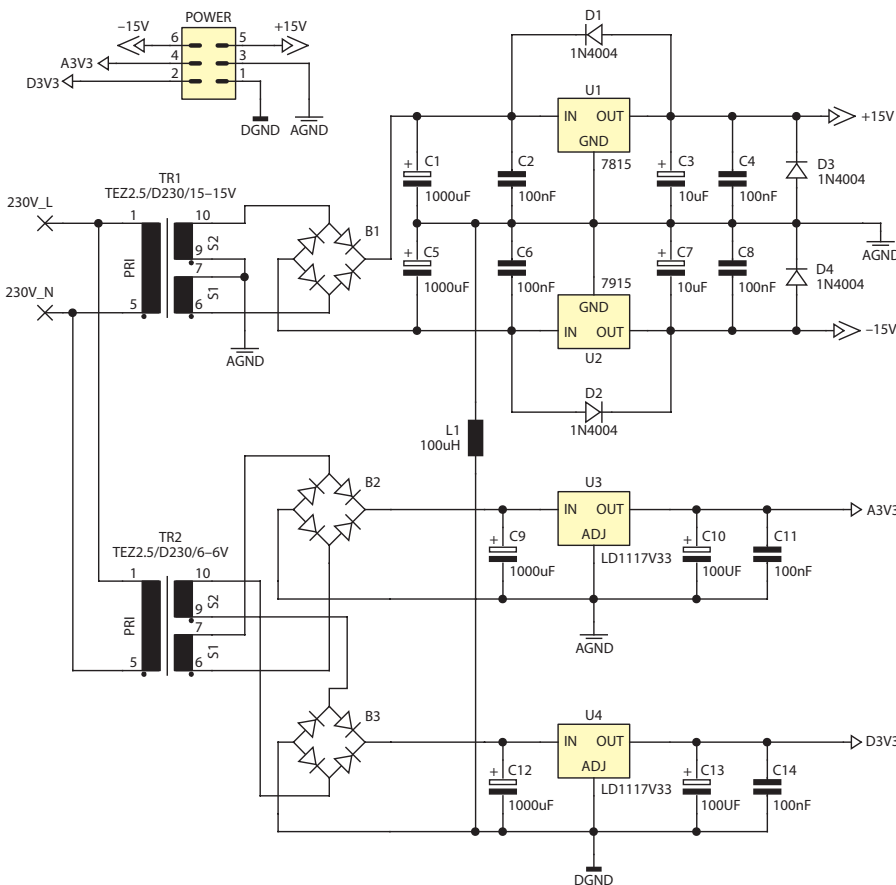 POWER
–15V
+15V
6
5
A3V3
4
3
D3V3
2
1
DGND
AGND
D1
1N4004
U1
IN
OUT
GND
7815
+15V
+
C1
1000uF
C2
100nF
+
C3
10uF
C4
100nF
D3
1N4004
TR1
TEZ2.5/D230/15–15V
230V_L
1
10
S2
9
PRI
7
S1
230V_N
5
6
AGND
B1
+
C5
1000uF
C6
100nF
7915
GND
IN
OUT
U2
+
C7
10uF
C8
100nF
AGND
D4
1N4004
–15V
D2
1N4004
L1
100uH
B2
U3
IN
OUT
ADJ
LD1117V33
A3V3
+
C9
1000uF
+
C10
100UF
C11
100nF
AGND
TR2
TEZ2.5/D230/6–6V
1
10
S2
9
PRI
7
S1
5
6
B3
U4
IN
OUT
ADJ
LD1117V33
D3V3
+
C12
1000uF
+
C13
100UF
C14
100nF
DGND